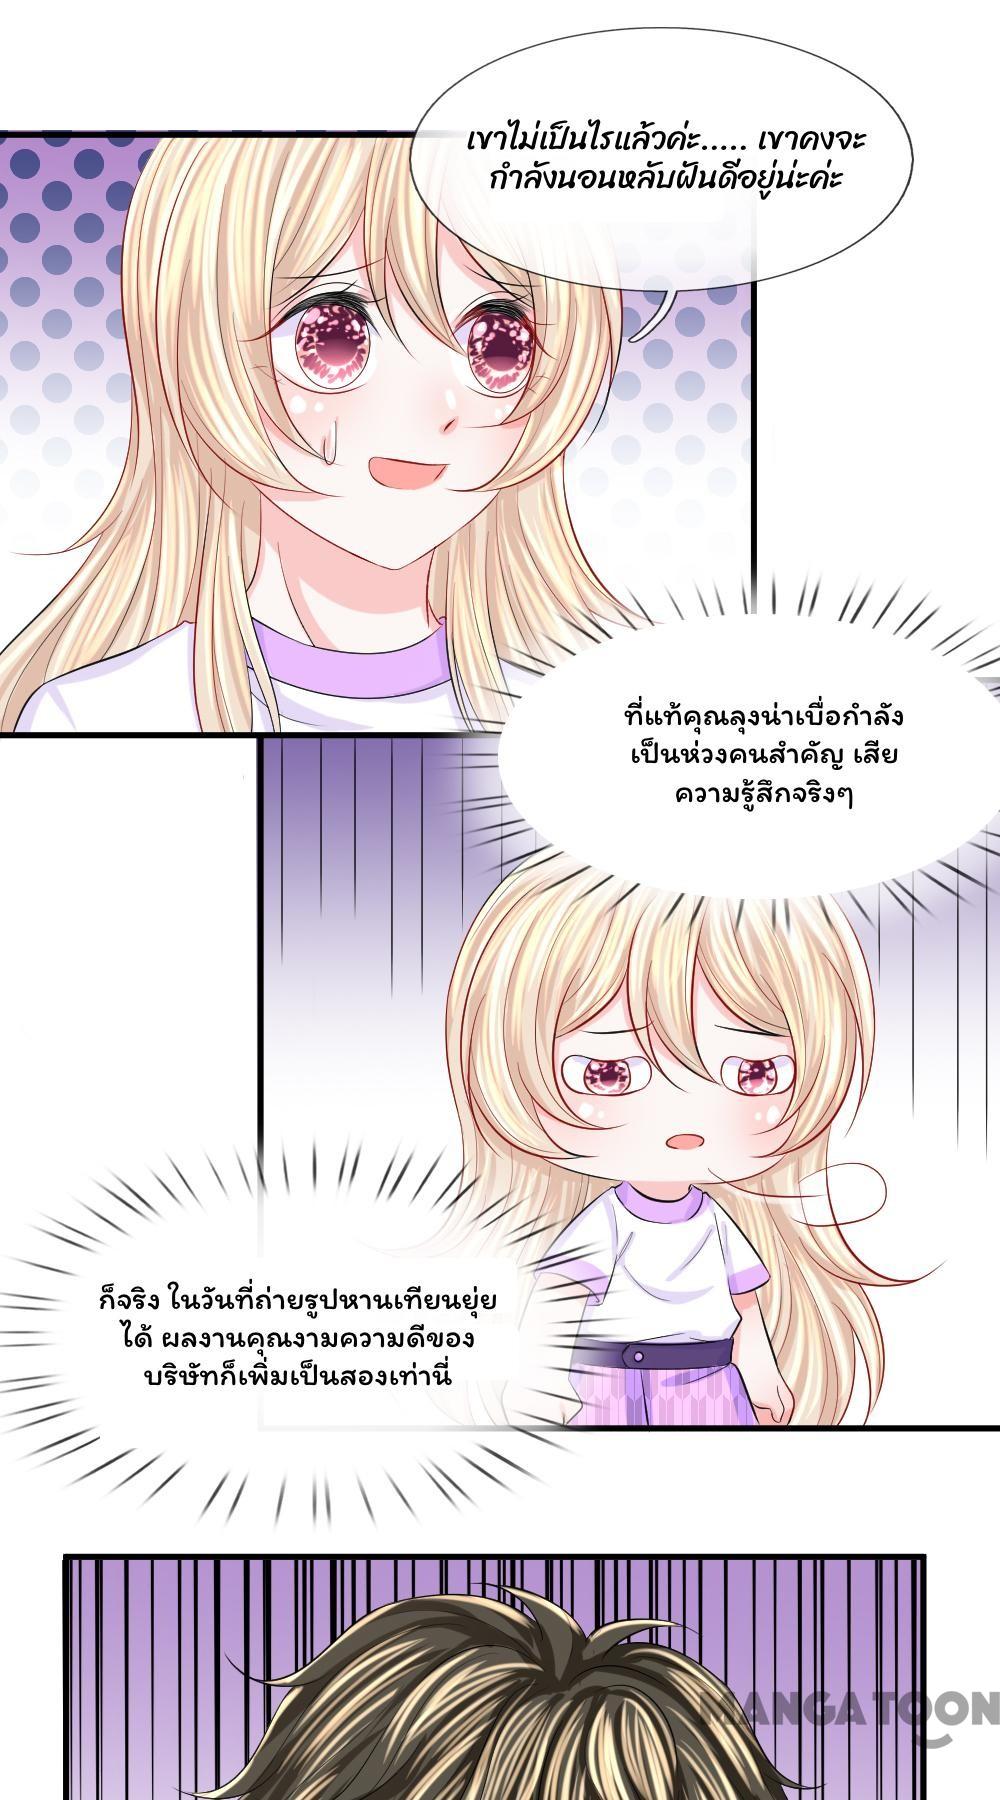 เขาไม่เป็นไรแล้วค่ะ..... เขาคงจะ
กำลังนอนหลับฝันดีอยู่น่ะค่ะ
ที่แท้คุณลุงน่าเบื่อกำลัง
เป็นห่วงคนสำคัญ เสีย
ความรู้สึกจริงๆ
ก็จริง ในวันที่ถ่ายรูปหานเทียนยุ่ย
ได้ ผลงานคุณงามความดีของ
บริษัทก็เพิ่มเป็นสองเท่านี่
MANGATOON